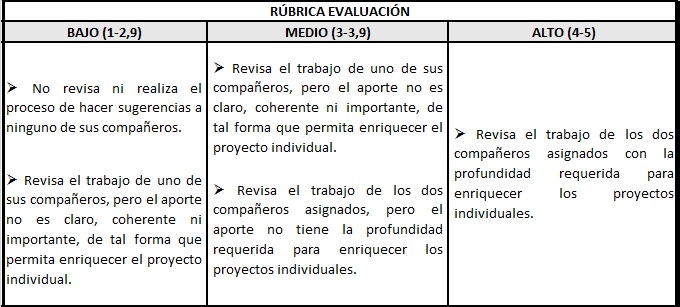 RÚBRICA EVALUACIÓN
BAJO (1-2,9)
MEDIO (3-3,9)
ALTO (4-5)
➢ No revisa ni realiza el
proceso de hacer sugerencias a
ninguno de sus compañeros.
➢ Revisa el trabajo de uno de
sus compañeros, pero el aporte
no es claro, coherente ni
importante, de tal forma que
permita enriquecer el proyecto
individual.
➢ Revisa el trabajo de uno de sus
compañeros, pero el aporte no es
claro, coherente ni importante, de
tal forma que permita enriquecer el
proyecto individual.
➢ Revisa el trabajo de los dos
compañeros asignados, pero el
aporte no tiene la profundidad
requerida para enriquecer los
proyectos individuales.
➢ Revisa el trabajo de los dos
compañeros asignados con la
profundidad requerida para
enriquecer los proyectos
individuales.